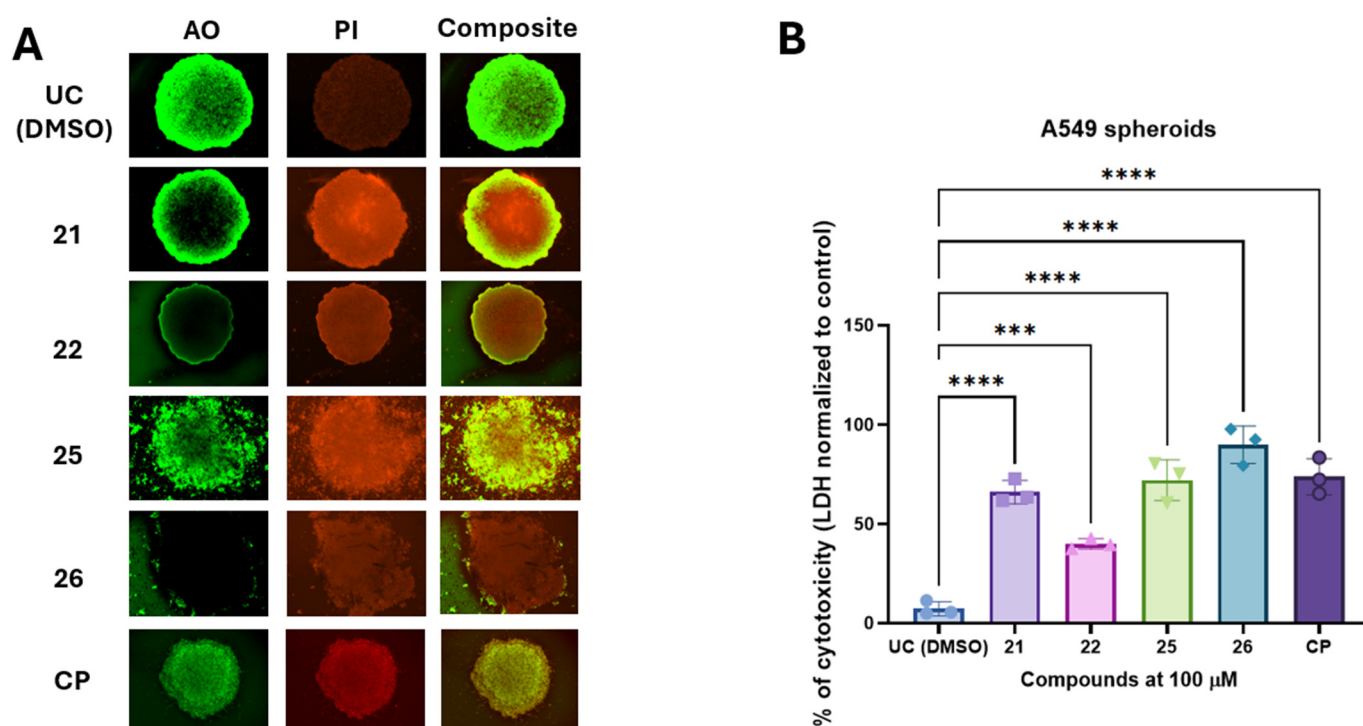 A
AO PI Composite
UC
(DMSO)
21
22
25
26
CP
B
A549 spheroids
****
****
****
***
****
% of cytotoxicity (LDH normalized to control)
150
100
50
0
UC (DMSO) 21 22 25 26 CP
Compounds at 100 μM